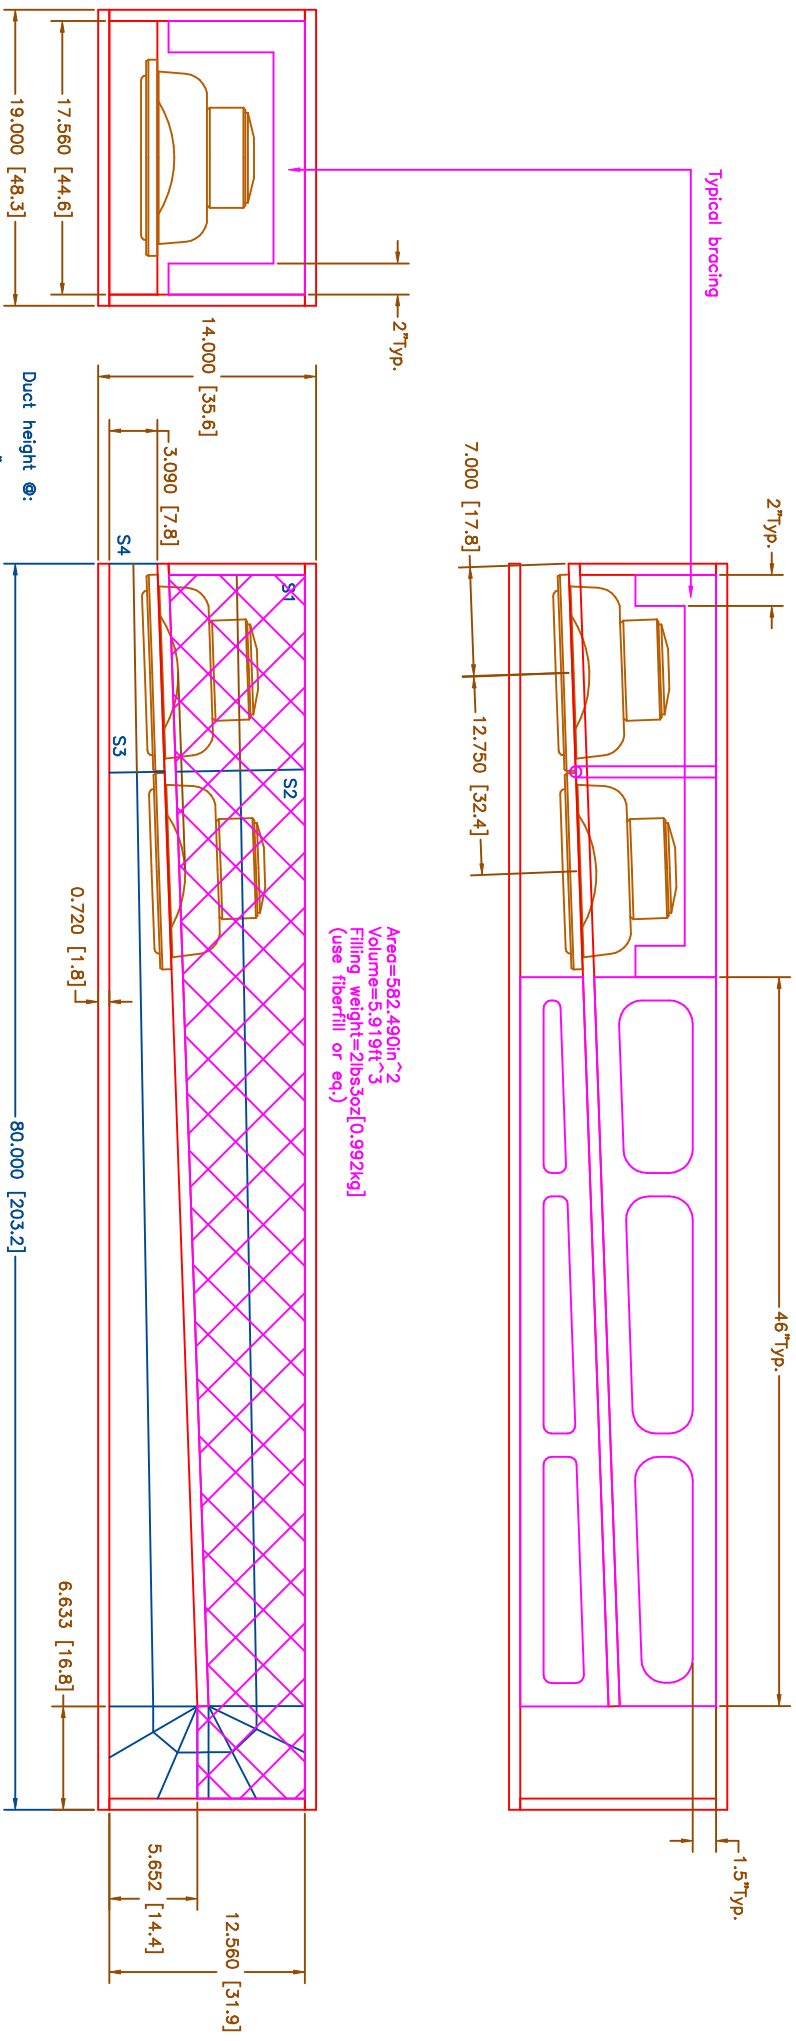 Typical bracing
17.560 [44.6]
19.000 [48.3]
2"Typ.
14.000 [35.6]
3.090 [7.8]
Duct height @:
S4
S1
S3
S2
7.000 [17.8]
2"Typ.
12.750 [32.4]
0.720 [1.8]
Area=582.490in^2
Volume=5.919ft^3
Filling weight=2lbs3oz[0.992kg]
(use fiberfill or eq.)
80.000 [203.2]
46"Typ.
6.633 [16.8]
5.652 [14.4]
12.560 [31.9]
1.5"Typ.